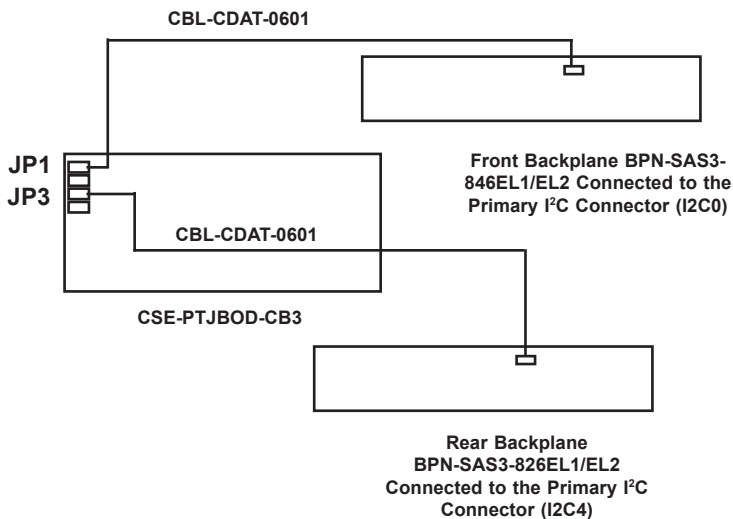 CBL-CDAT-0601
JP1
JP3
Front Backplane BPN-SAS3-
846EL1/EL2 Connected to the
Primary I²C Connector (I2C0)
CBL-CDAT-0601
CSE-PTJBOD-CB3
Rear Backplane
BPN-SAS3-826EL1/EL2
Connected to the Primary I²C
Connector (I2C4)